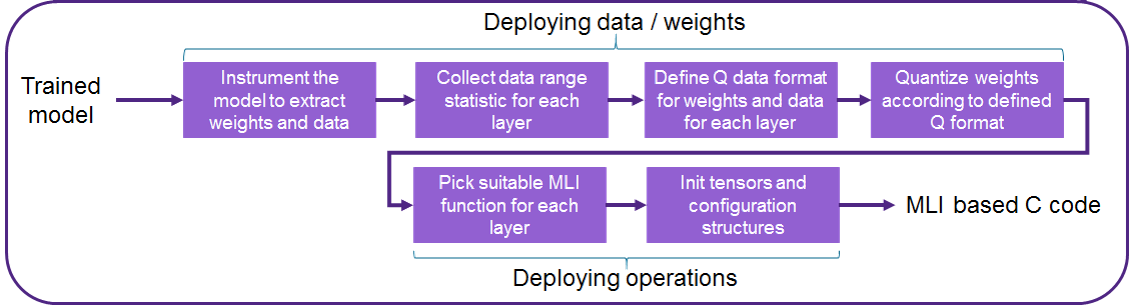 Deploying data / weights
Trained
model
Instrument the
model to extract
weights and data
Collect data range
statistic for each
layer
Define Q data format
for weights and data
for each layer
Quantize weights
according to defined
Q format
Pick suitable MLI
function for each
layer
Init tensors and
configuration
structures
MLI based C code
Deploying operations